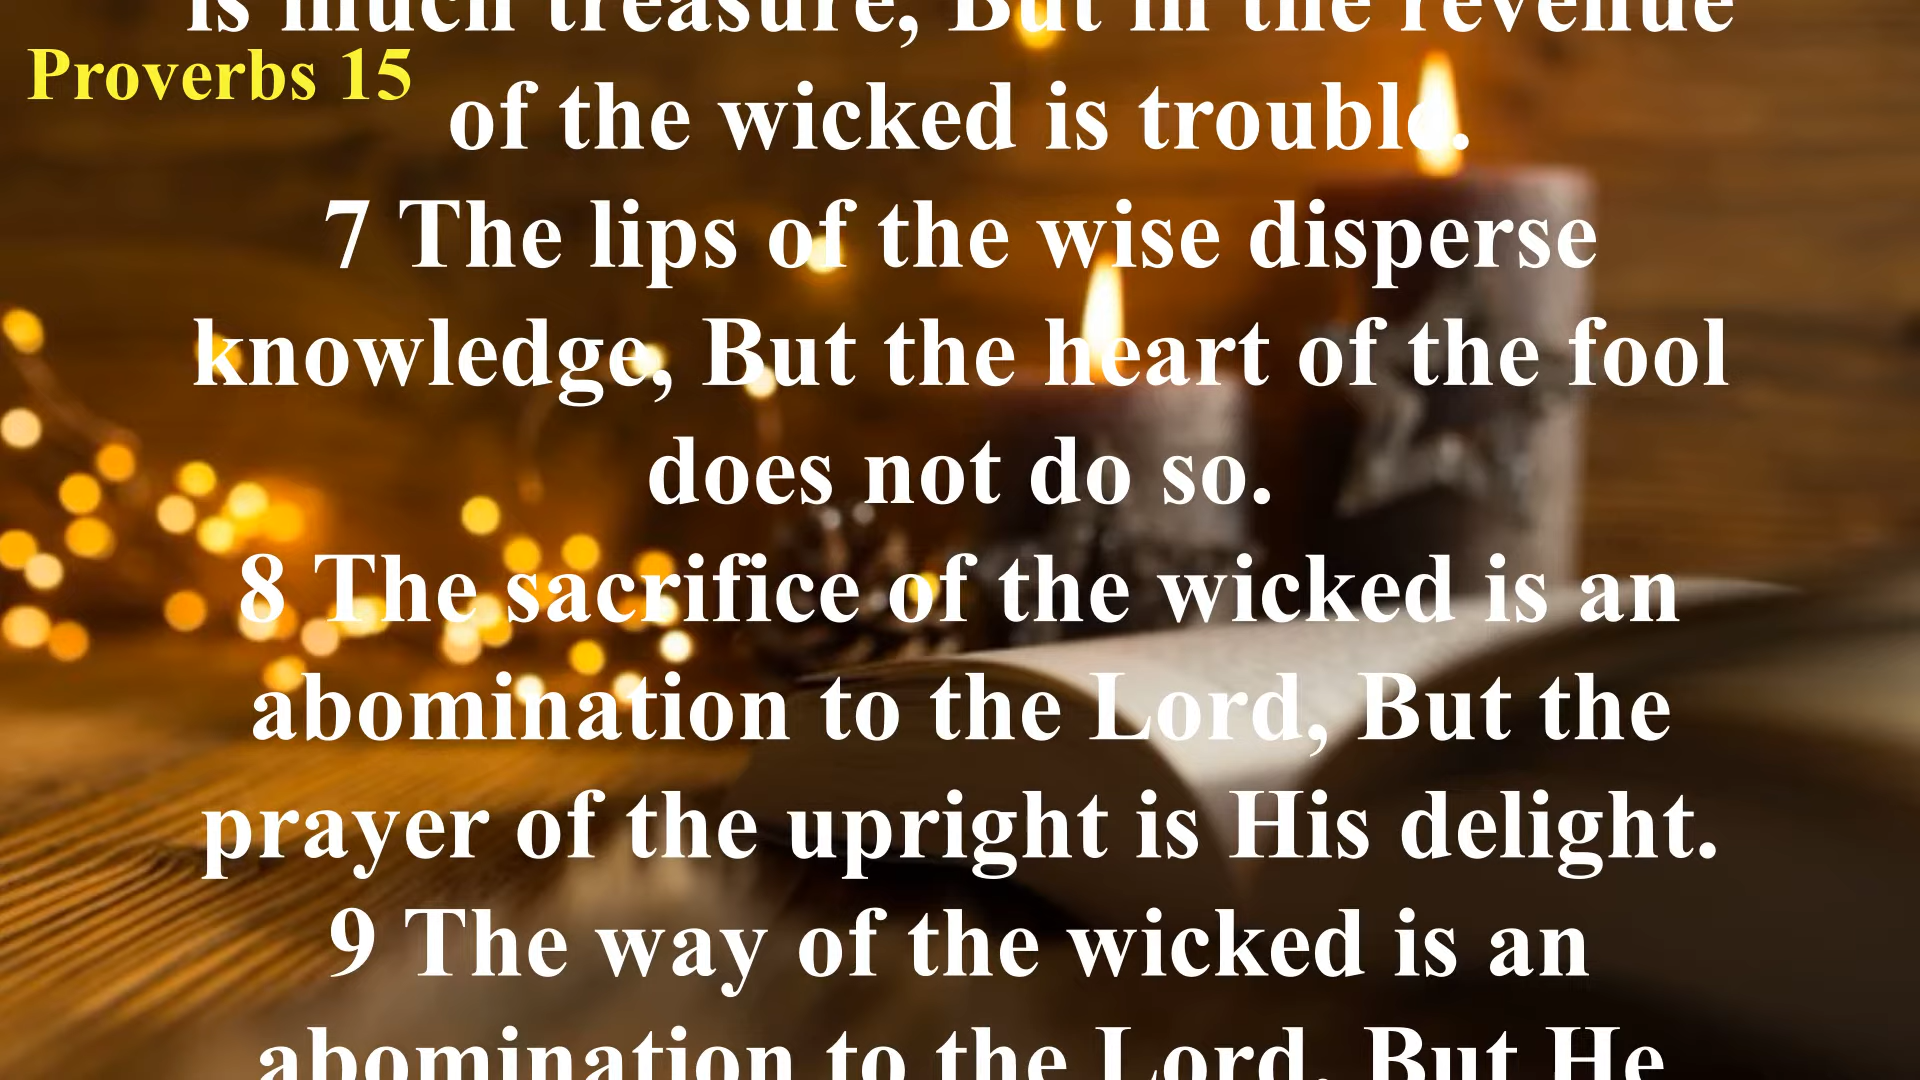 is much treasure, But in the revenue
Proverbs 15
of the wicked is trouble.
7 The lips of the wise disperse
knowledge, But the heart of the fool
does not do so.
8 The sacrifice of the wicked is an
abomination to the Lord, But the
prayer of the upright is His delight.
9 The way of the wicked is an
abomination to the Lord, But He